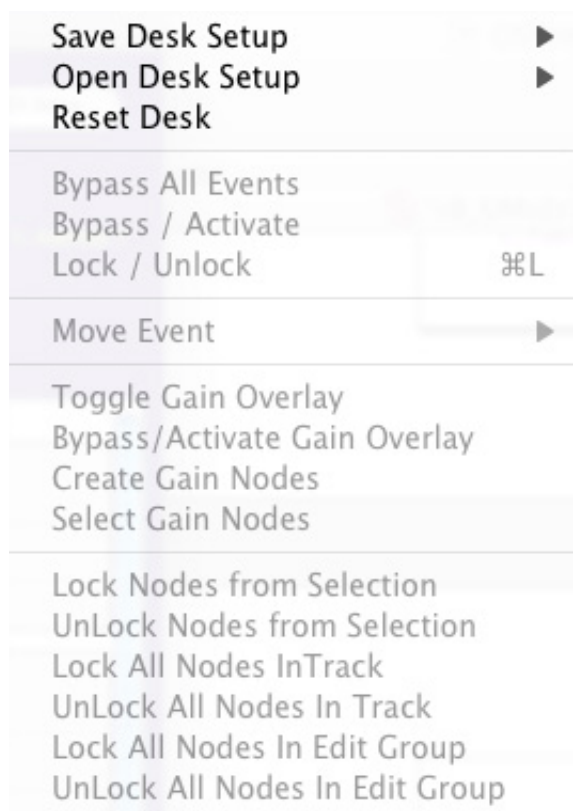 Save Desk Setup ▶
Open Desk Setup ▶
Reset Desk
Bypass All Events
Bypass / Activate
Lock / Unlock ⌘L
Move Event ▶
Toggle Gain Overlay
Bypass/Activate Gain Overlay
Create Gain Nodes
Select Gain Nodes
Lock Nodes from Selection
UnLock Nodes from Selection
Lock All Nodes InTrack
UnLock All Nodes In Track
Lock All Nodes In Edit Group
UnLock All Nodes In Edit Group